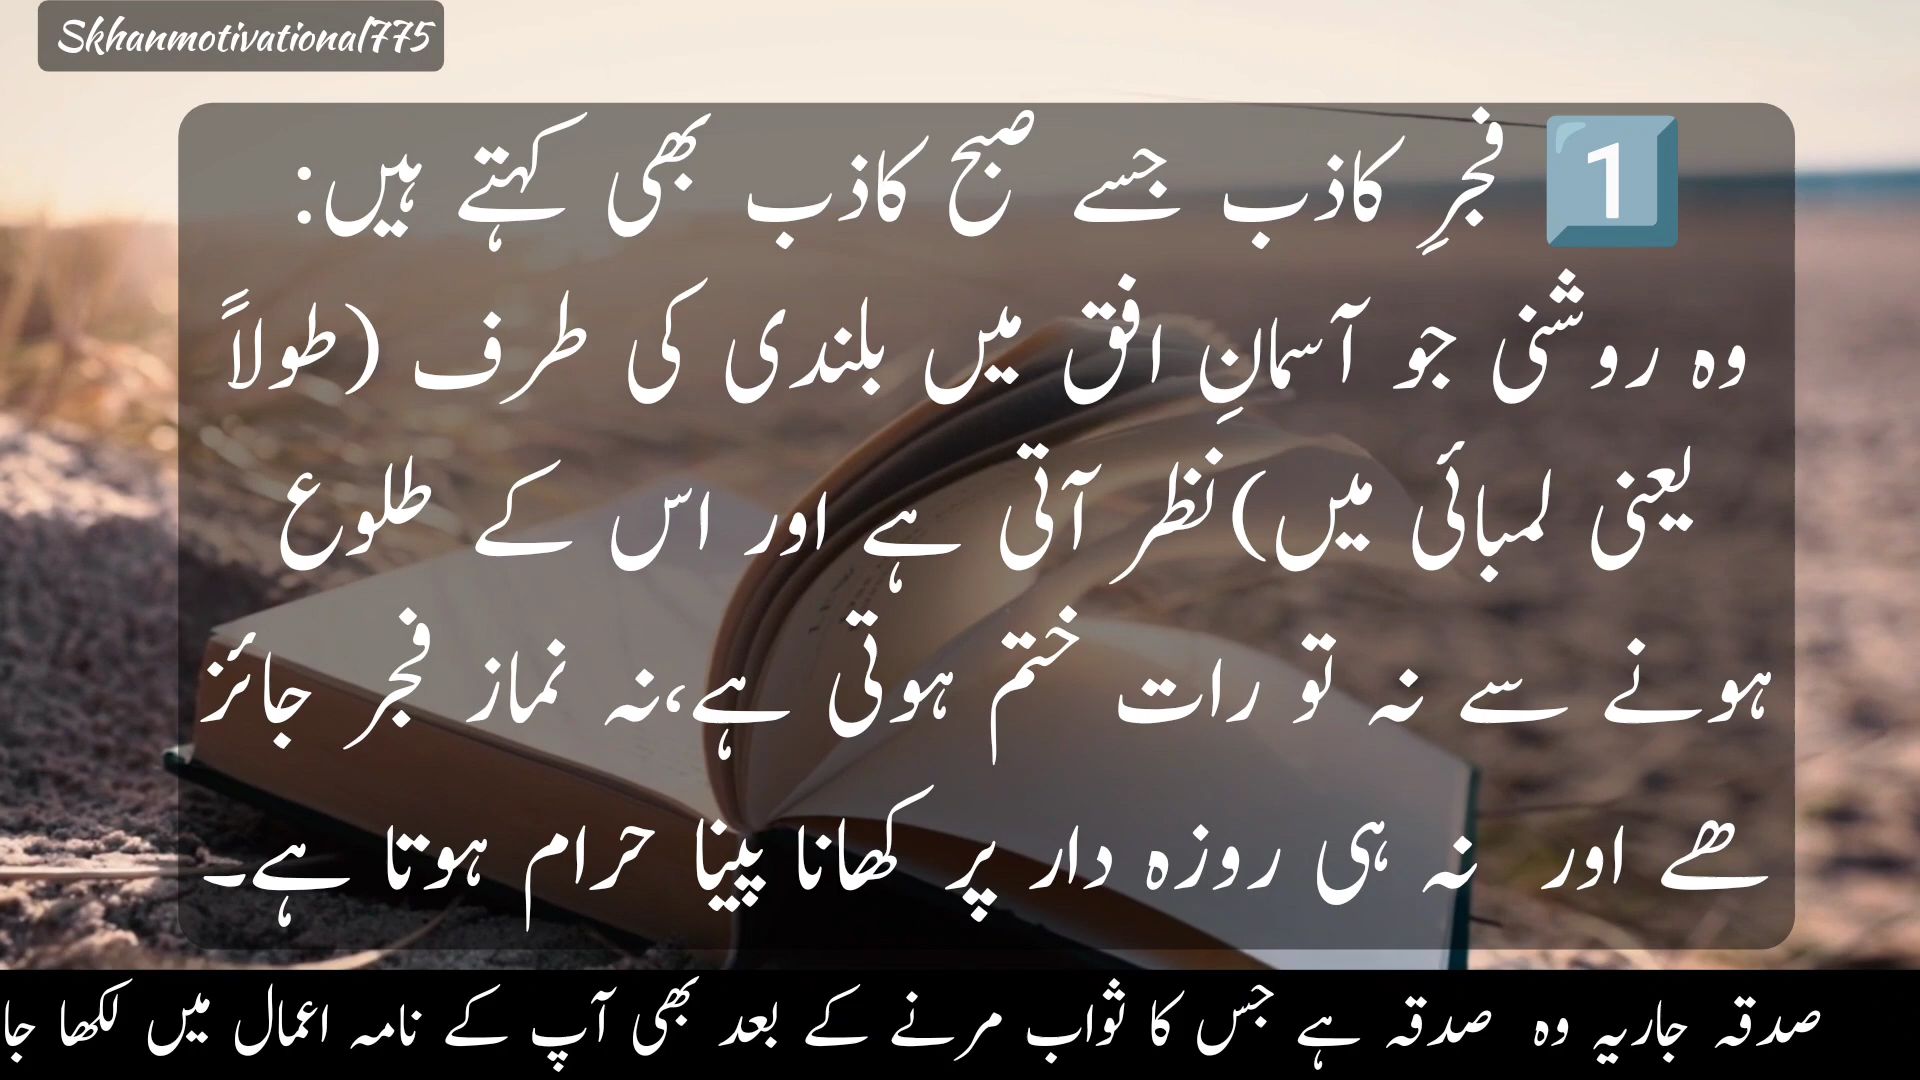 Skhanmotivational775
1️⃣ فجرِ کاذب جسے صبح کاذب بھی کہتے ہیں:
وہ روشنی جو آسمانِ افق میں بلندی کی طرف (طولاً
یعنی لمبائی میں)نظر آتی ہے اور اس کے طلوع
ہونے سے نہ تو رات ختم ہوتی ہے،نہ نماز فجر جائز
ھے اور نہ ہی روزہ دار پر کھانا پینا حرام ہوتا ہے۔
صدقہ جاریہ وہ صدقہ ہے جس کا ثواب مرنے کے بعد بھی آپ کے نامہ اعمال میں لکھا جا